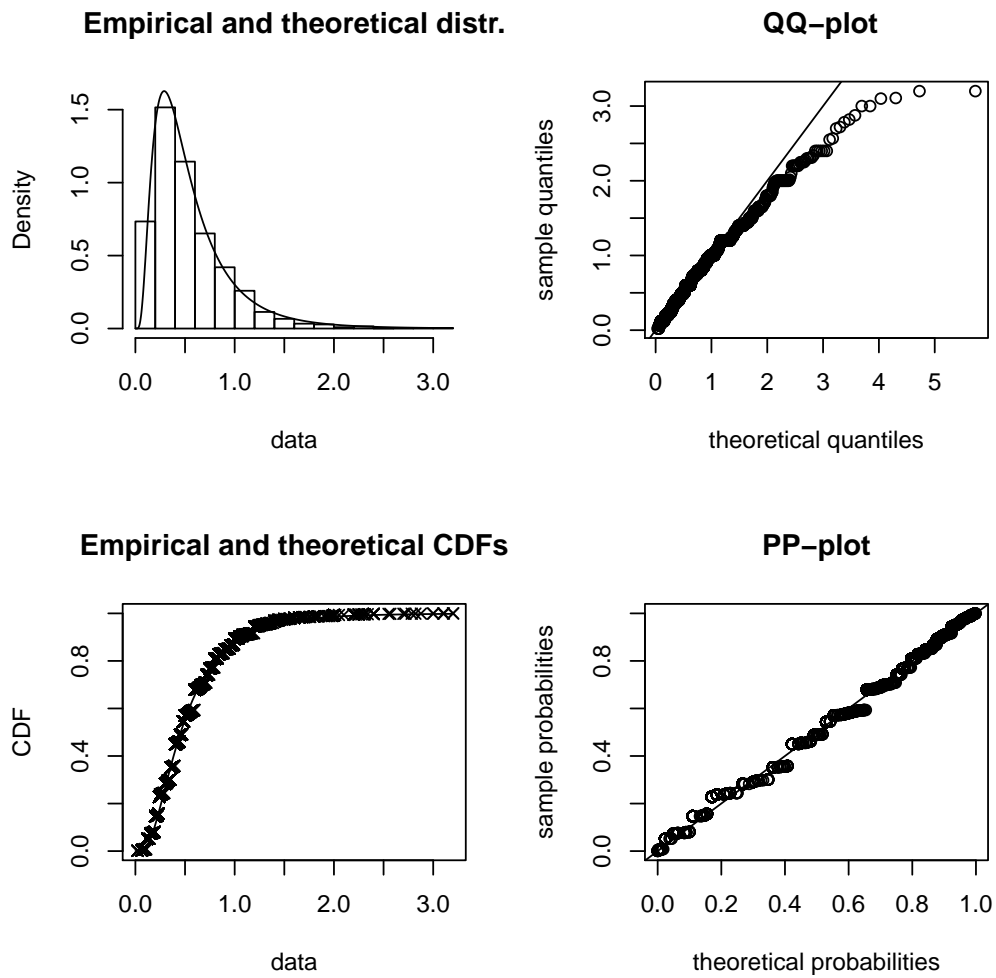 Empirical and theoretical distr.
Density
0.0 0.5 1.0 1.5
0.0 1.0 2.0 3.0
data
QQ−plot
sample quantiles
0.0 1.0 2.0 3.0
0 1 2 3 4 5
theoretical quantiles
Empirical and theoretical CDFs
CDF
0.0 0.4 0.8
0.0 1.0 2.0 3.0
data
PP−plot
sample probabilities
0.0 0.4 0.8
0.0 0.2 0.4 0.6 0.8 1.0
theoretical probabilities